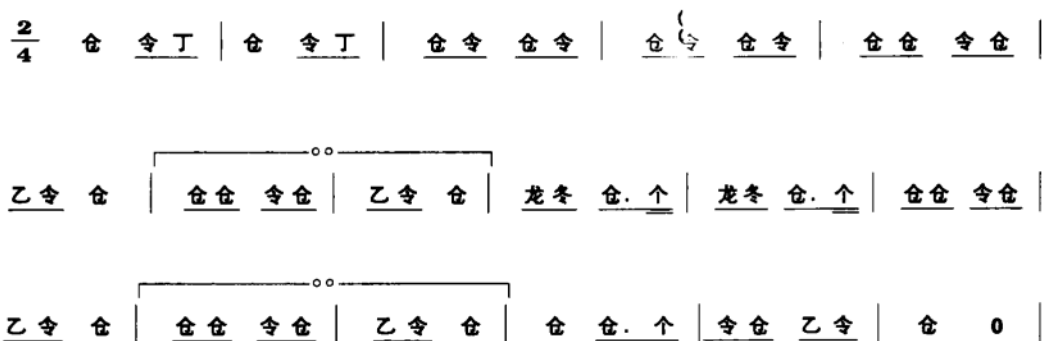 2/4 仓 令丁 | 仓 令丁 | 仓令 仓令 | 仓令 仓令 | 仓仓 令仓 |
乙令 仓 | 仓仓 令仓 | 乙令 仓 | 龙冬 仓.个 | 龙冬 仓.个 | 仓仓 令仓 |
乙令 仓 | 仓仓 令仓 | 乙令 仓 | 仓 仓.个 | 令仓 乙令 | 仓 0 |